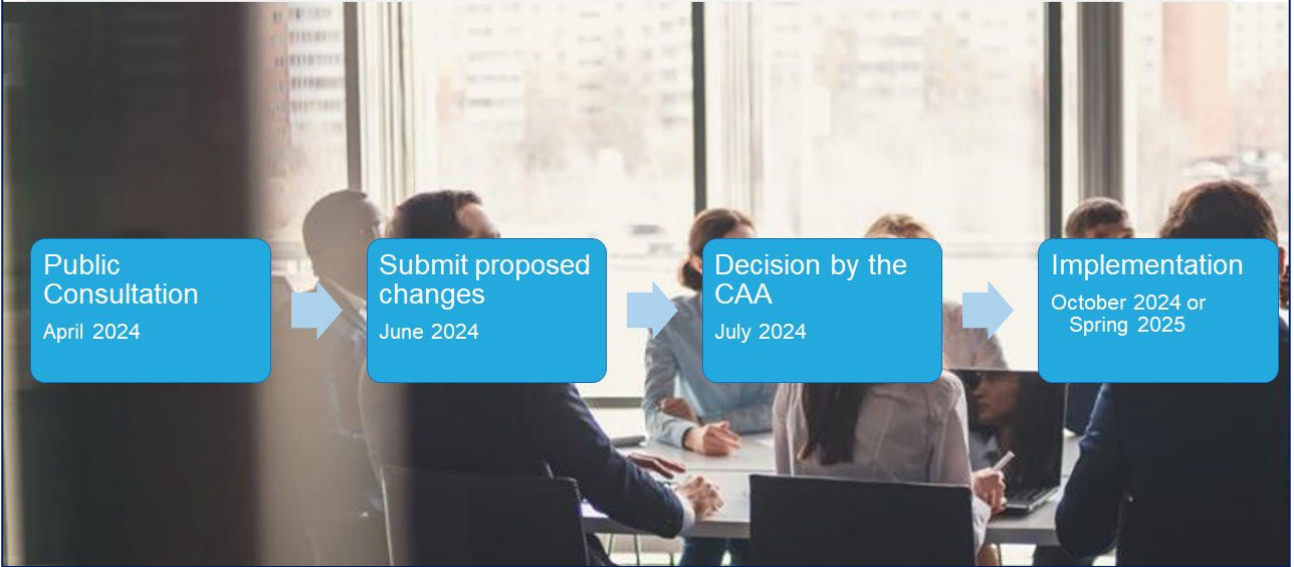 Public
Consultation
April 2024
Submit proposed
changes
June 2024
Decision by the
CAA
July 2024
Implementation
October 2024 or
Spring 2025